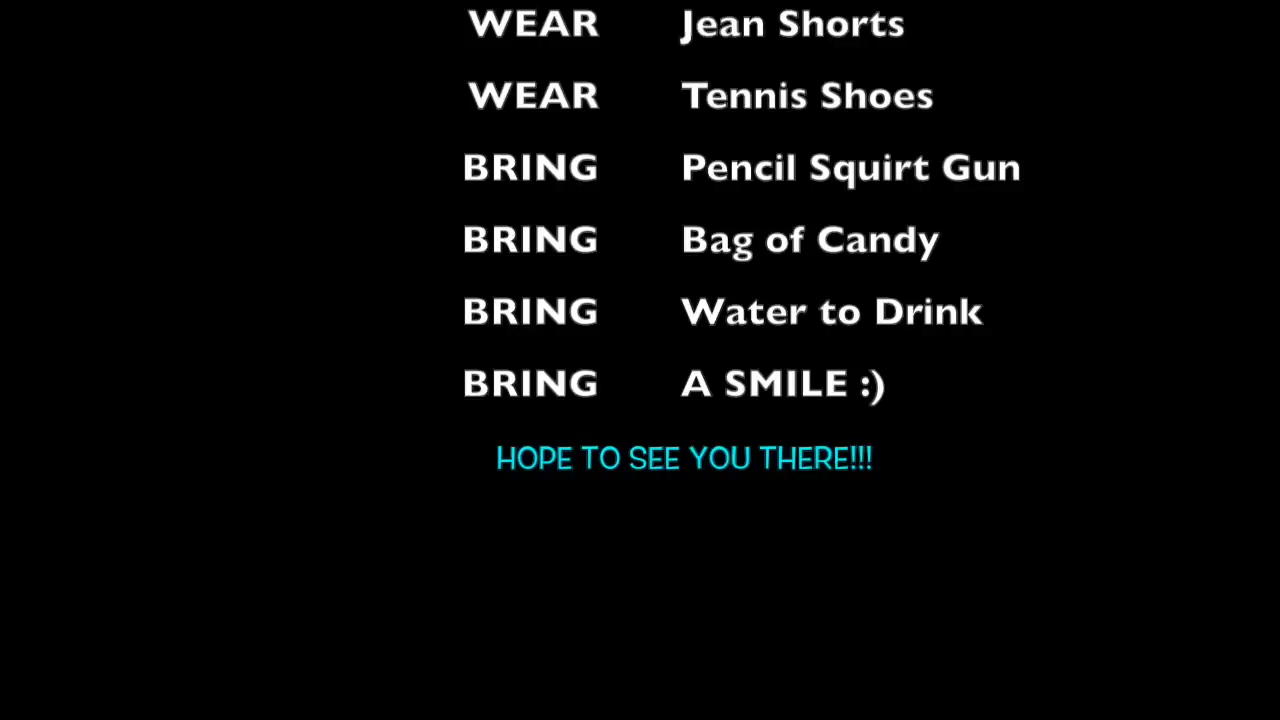 WEAR Jean Shorts
WEAR Tennis Shoes
BRING Pencil Squirt Gun
BRING Bag of Candy
BRING Water to Drink
BRING A SMILE :)
HOPE TO SEE YOU THERE!!!